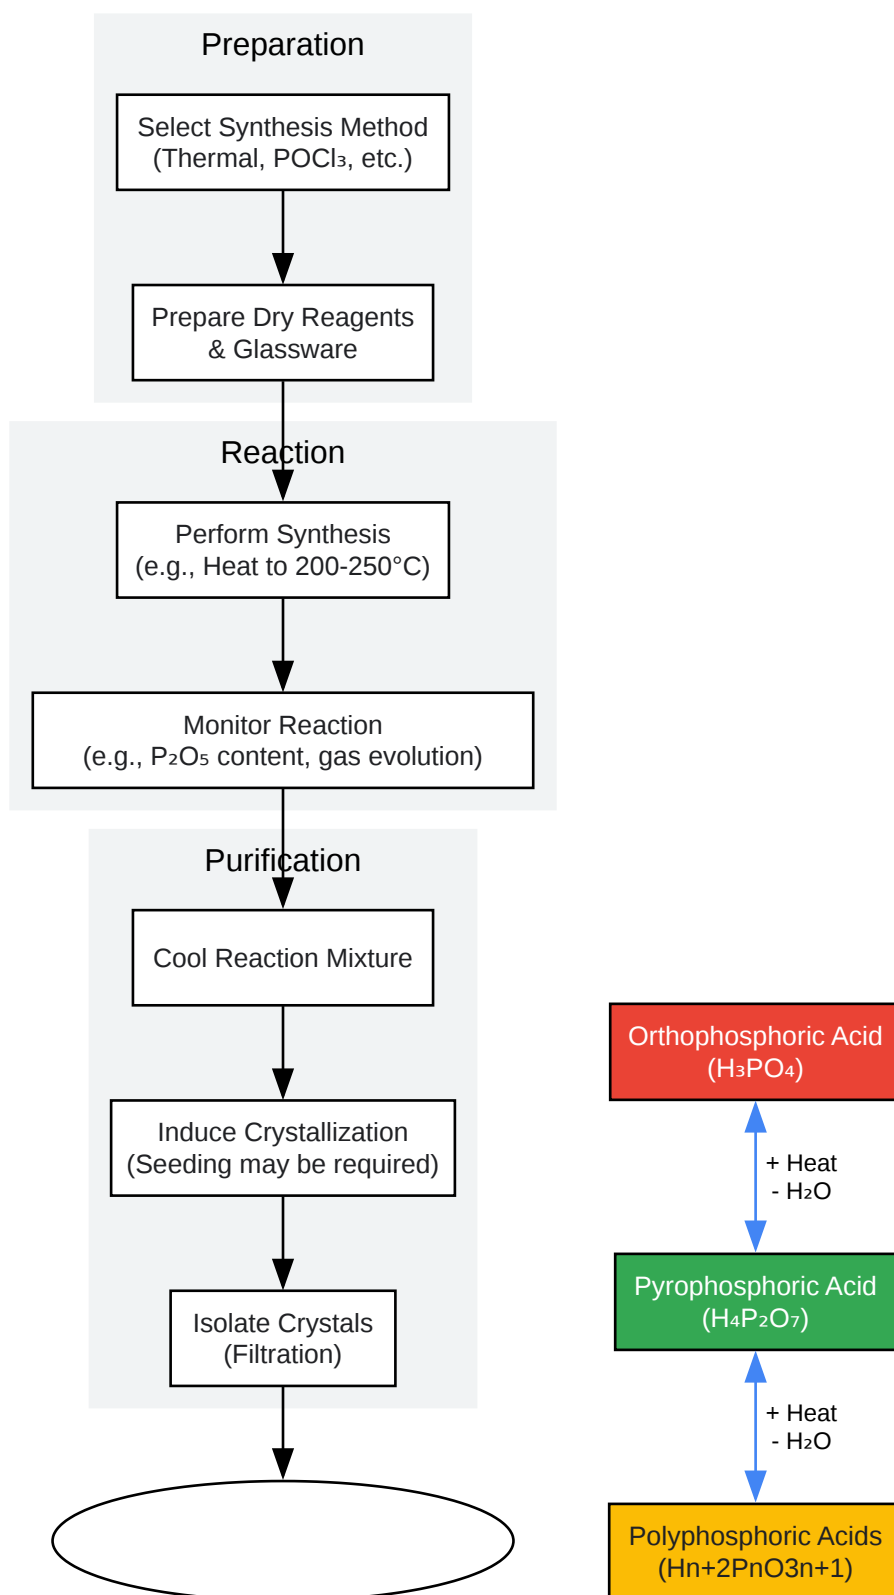 Preparation
Select Synthesis Method
(Thermal, POCl₃, etc.)
Prepare Dry Reagents
& Glassware
Reaction
Perform Synthesis
(e.g., Heat to 200-250°C)
Monitor Reaction
(e.g., P₂O₅ content, gas evolution)
Purification
Cool Reaction Mixture
Induce Crystallization
(Seeding may be required)
Isolate Crystals
(Filtration)
Orthophosphoric Acid
(H₃PO₄)
+ Heat
- H₂O
Pyrophosphoric Acid
(H₄P₂O₇)
+ Heat
- H₂O
Polyphosphoric Acids
(Hn+2PnO3n+1)